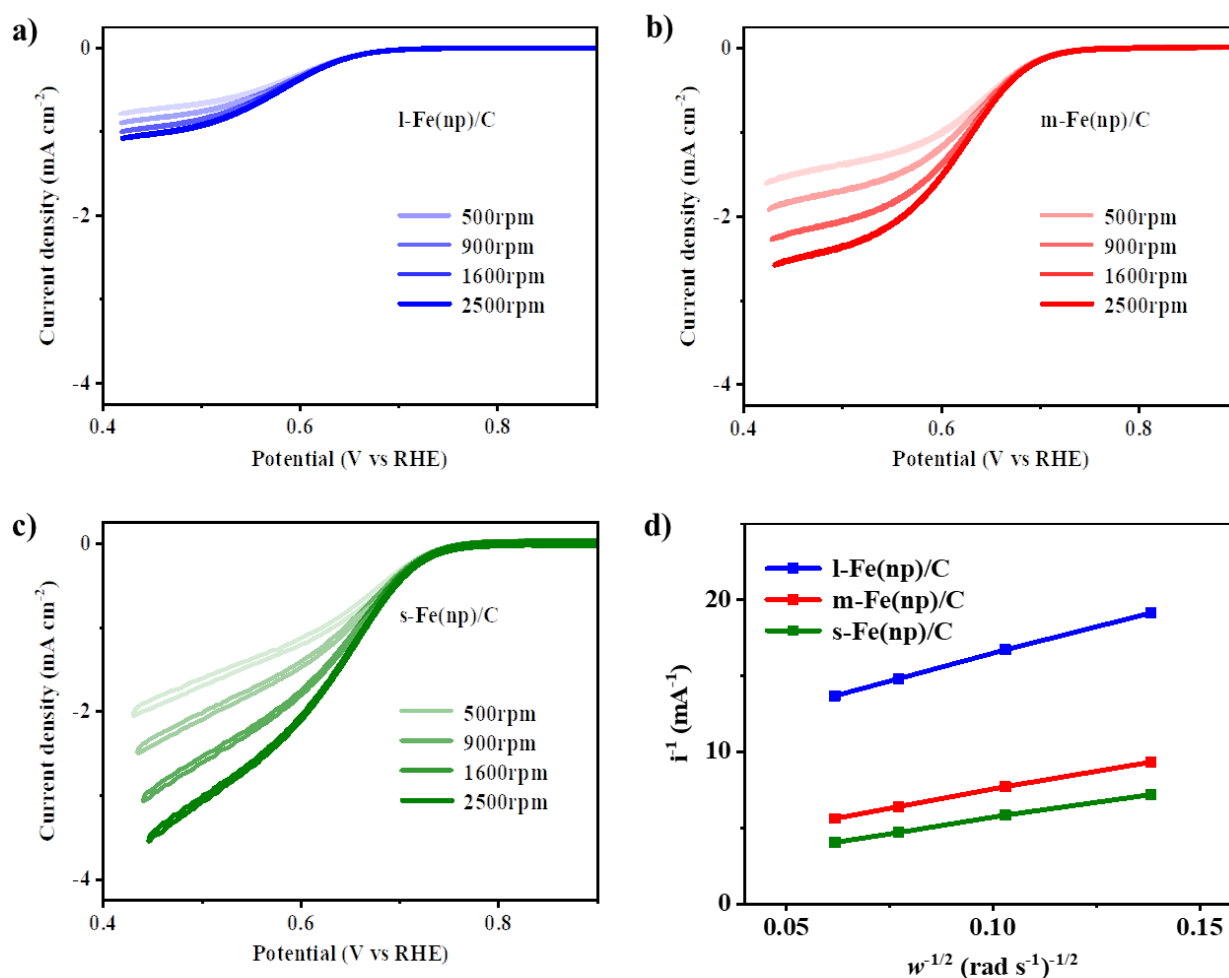 a)
0
-2
-4
0.4
0.6
0.8
Current density (mA cm⁻²)
Potential (V vs RHE)
l-Fe(np)/C
500rpm
900rpm
1600rpm
2500rpm
b)
0
-2
-4
0.4
0.6
0.8
Current density (mA cm⁻²)
Potential (V vs RHE)
m-Fe(np)/C
500rpm
900rpm
1600rpm
2500rpm
c)
0
-2
-4
0.4
0.6
0.8
Current density (mA cm⁻²)
Potential (V vs RHE)
s-Fe(np)/C
500rpm
900rpm
1600rpm
2500rpm
d)
l-Fe(np)/C
m-Fe(np)/C
s-Fe(np)/C
20
10
0
0.05
0.10
0.15
i⁻¹ (mA⁻¹)
w⁻¹/² (rad s⁻¹)⁻¹/²